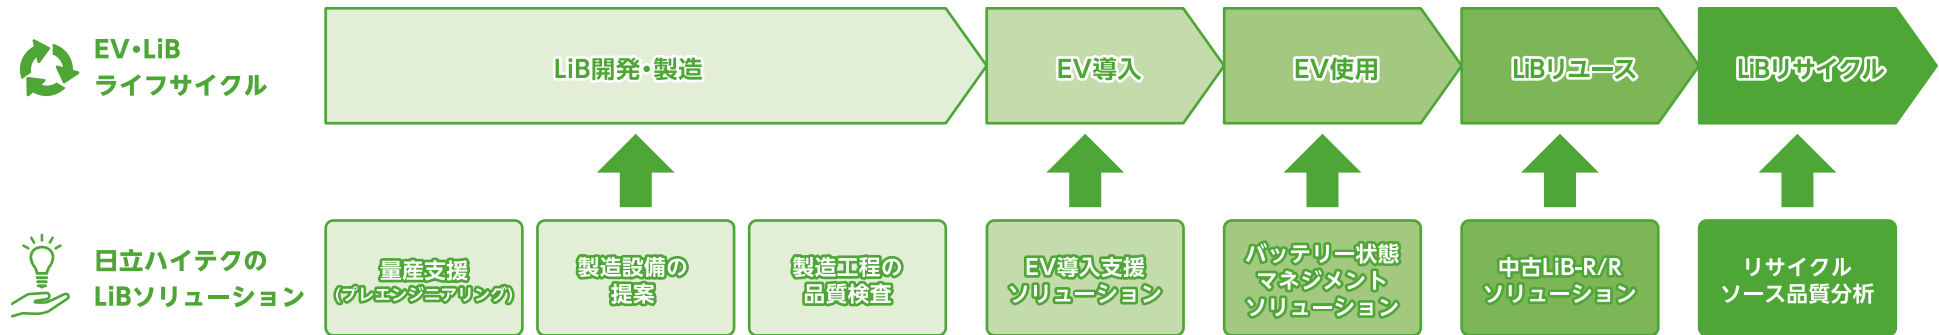 EV・LiB
ライフサイクル
LiB開発・製造
EV導入
EV使用
LiBリユース
LiBリサイクル
日立ハイテクの
LiBソリューション
量産支援
(プレエンジニアリング)
製造設備の
提案
製造工程の
品質検査
EV導入支援
ソリューション
バッテリー状態
マネジメント
ソリューション
中古LiB-R/R
ソリューション
リサイクル
ソース品質分析